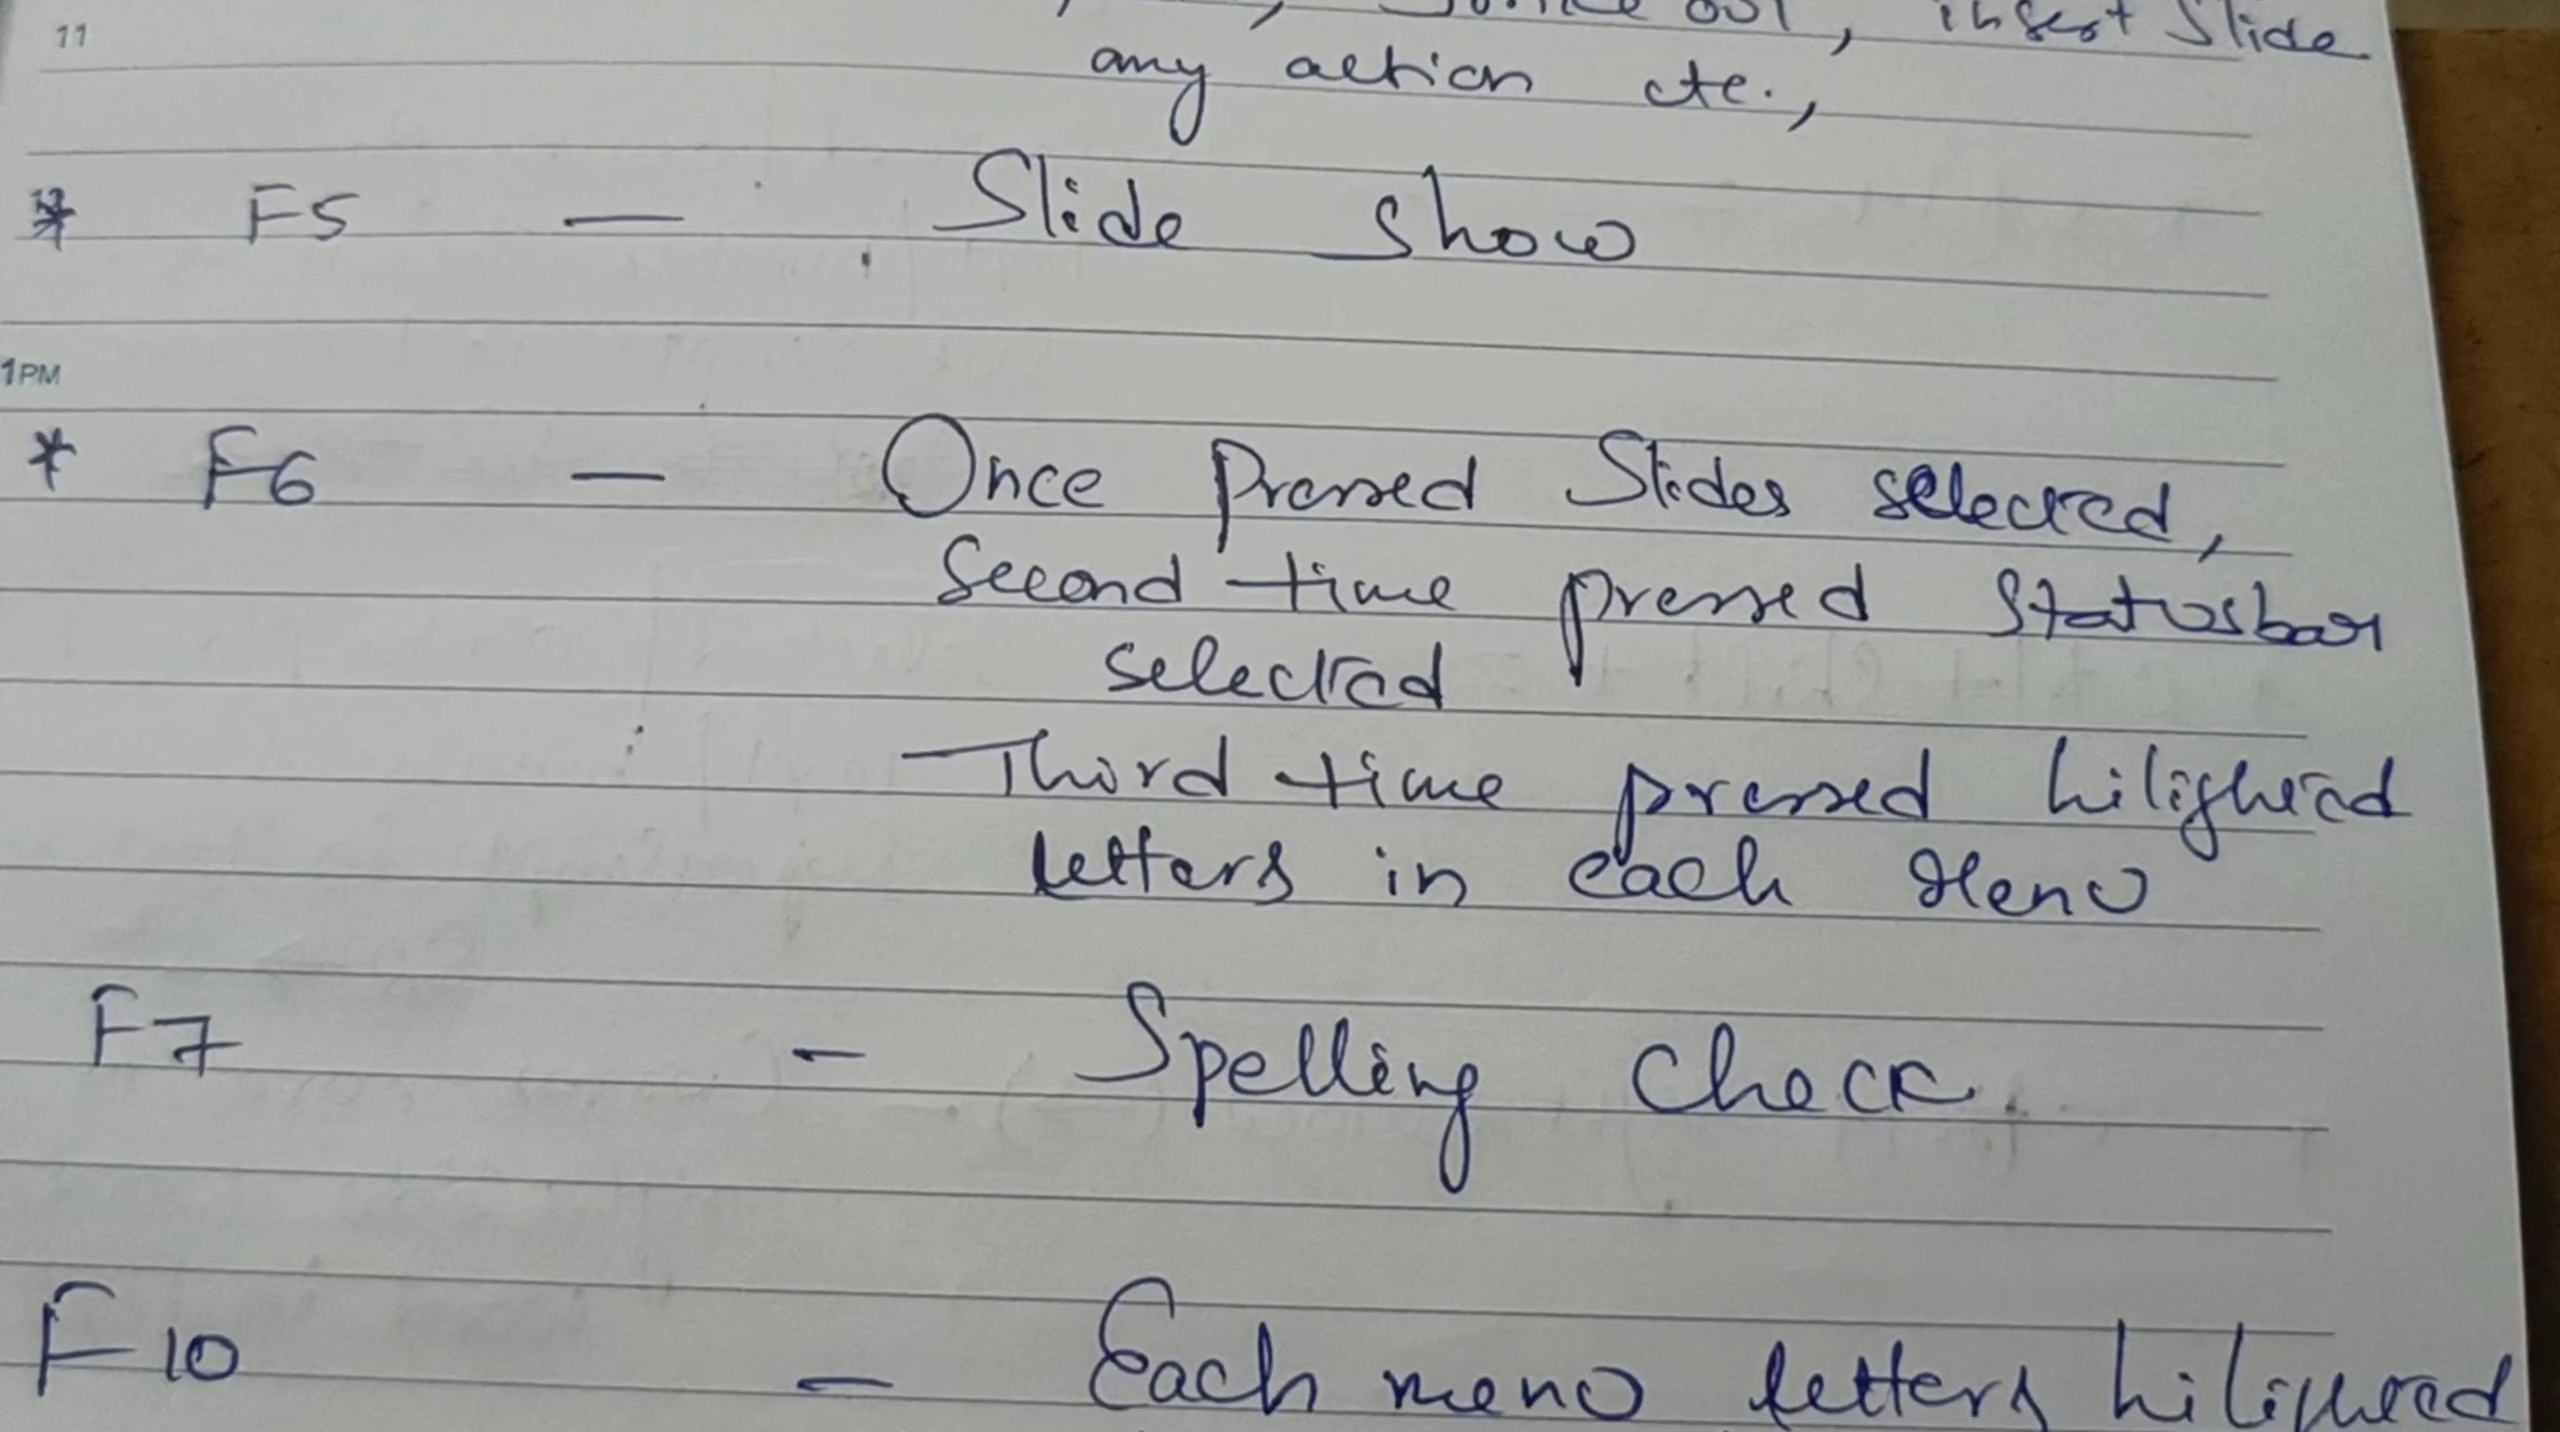 11
out, insert Slide
any action etc.,
* F5 — Slide Show
1PM
* F6 — Once Pressed Slides selected,
Second time pressed Statusbar
selected
Third time pressed hilighted
letters in each Menu
F7 - Spelling Check
F10 - Each menu letters hilighted